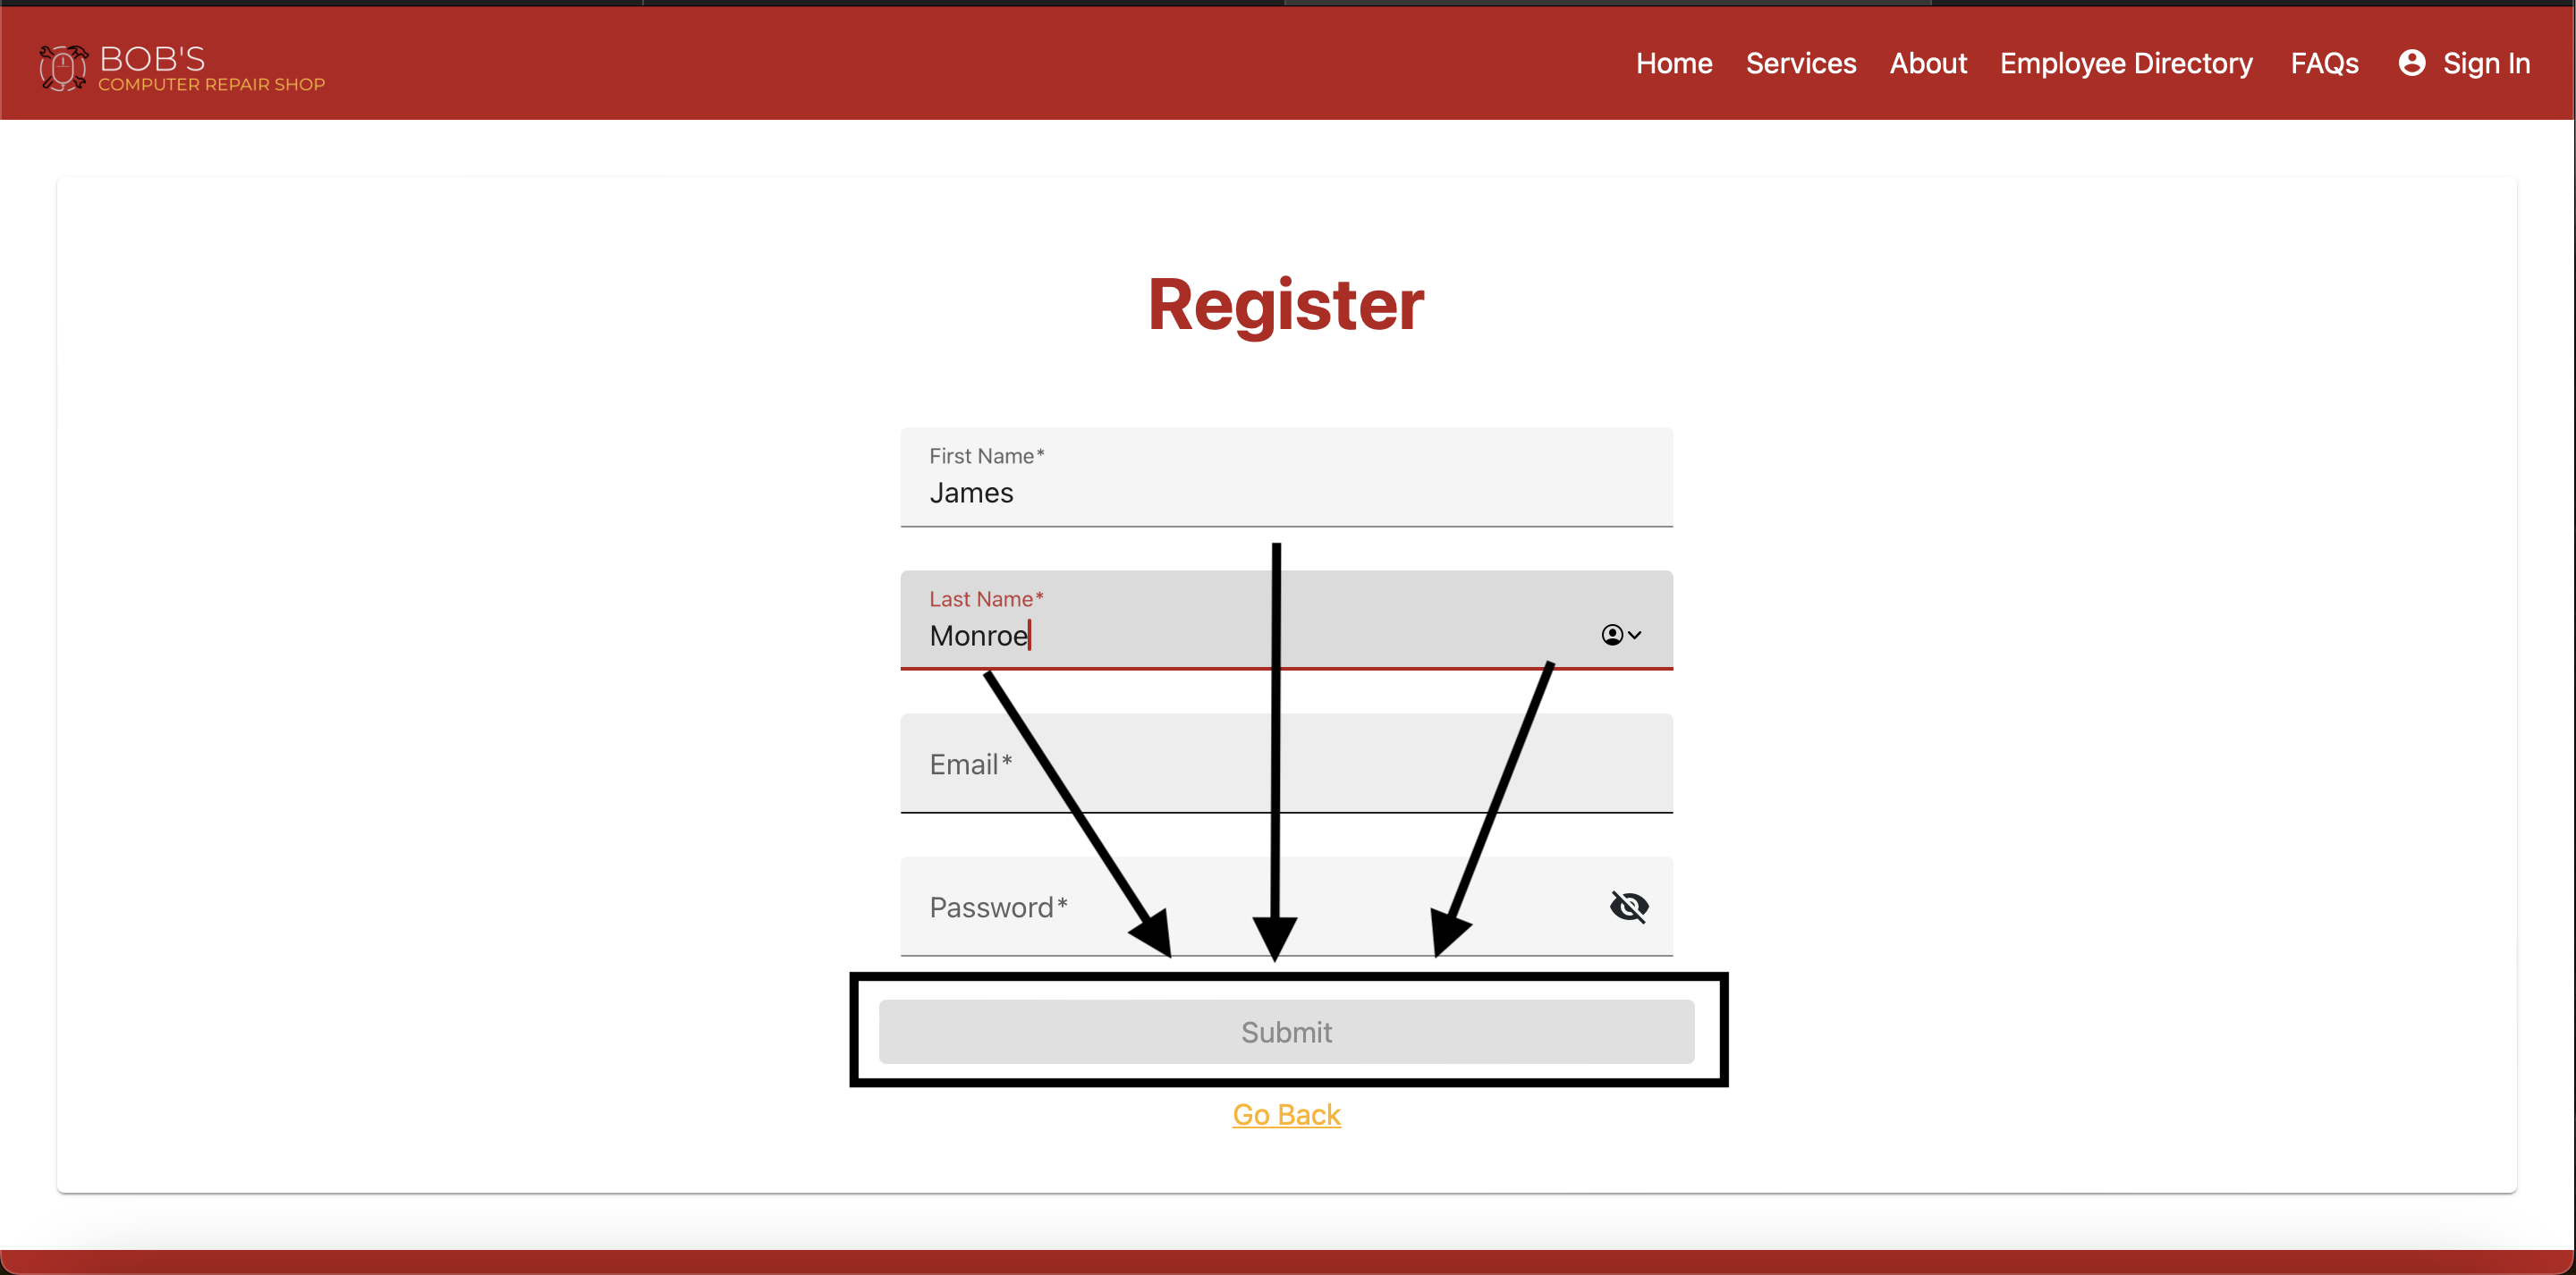 BOB'S
COMPUTER REPAIR SHOP
Home Services About Employee Directory FAQs Sign In
Register
First Name*
James
Last Name*
Monroe
Email*
Password*
Submit
Go Back